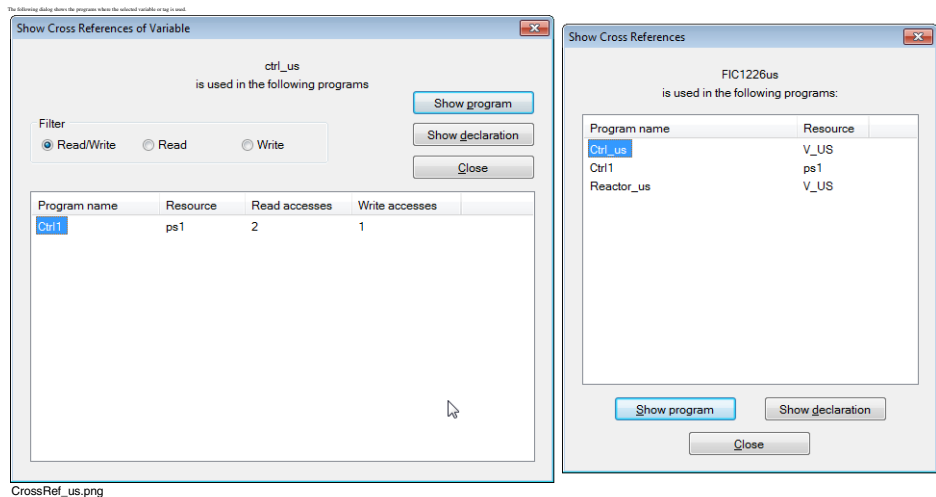 The following dialog shows the programs where the selected variable or tag is used.
Show Cross References of Variable
ctrl_us
is used in the following programs
Show program
Filter
Read/Write Read Write
Show declaration
Close
Program name Resource Read accesses Write accesses
Ctrl1 ps1 2 1
Show Cross References
FIC1226us
is used in the following programs:
Program name Resource
Ctrl_us V_US
Ctrl1 ps1
Reactor_us V_US
Show program Show declaration
Close
CrossRef_us.png